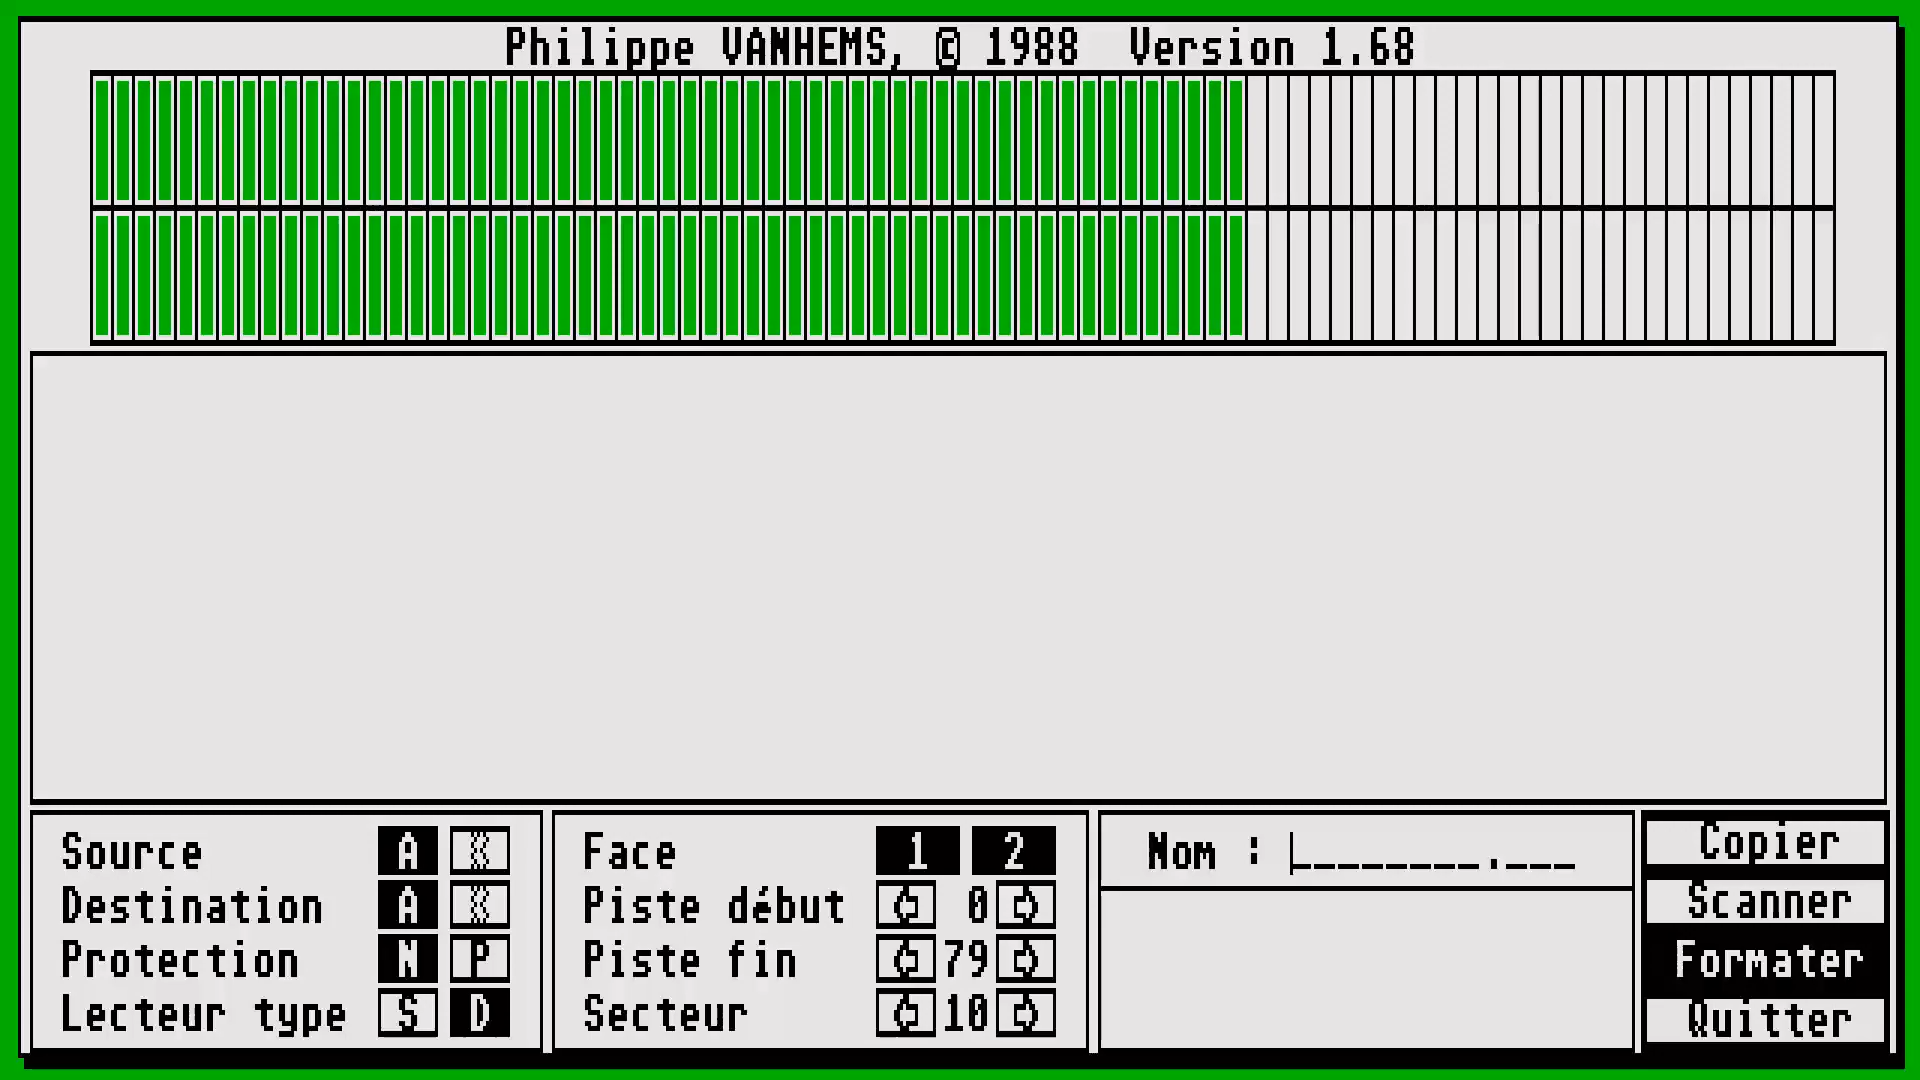 Philippe VANHEMS, © 1988  Version 1.68
Source A
Destination A
Protection N P
Lecteur type S D
Face 1 2
Piste début 0
Piste fin 79
Secteur 10
Nom : ________.___
Copier
Scanner
Formater
Quitter